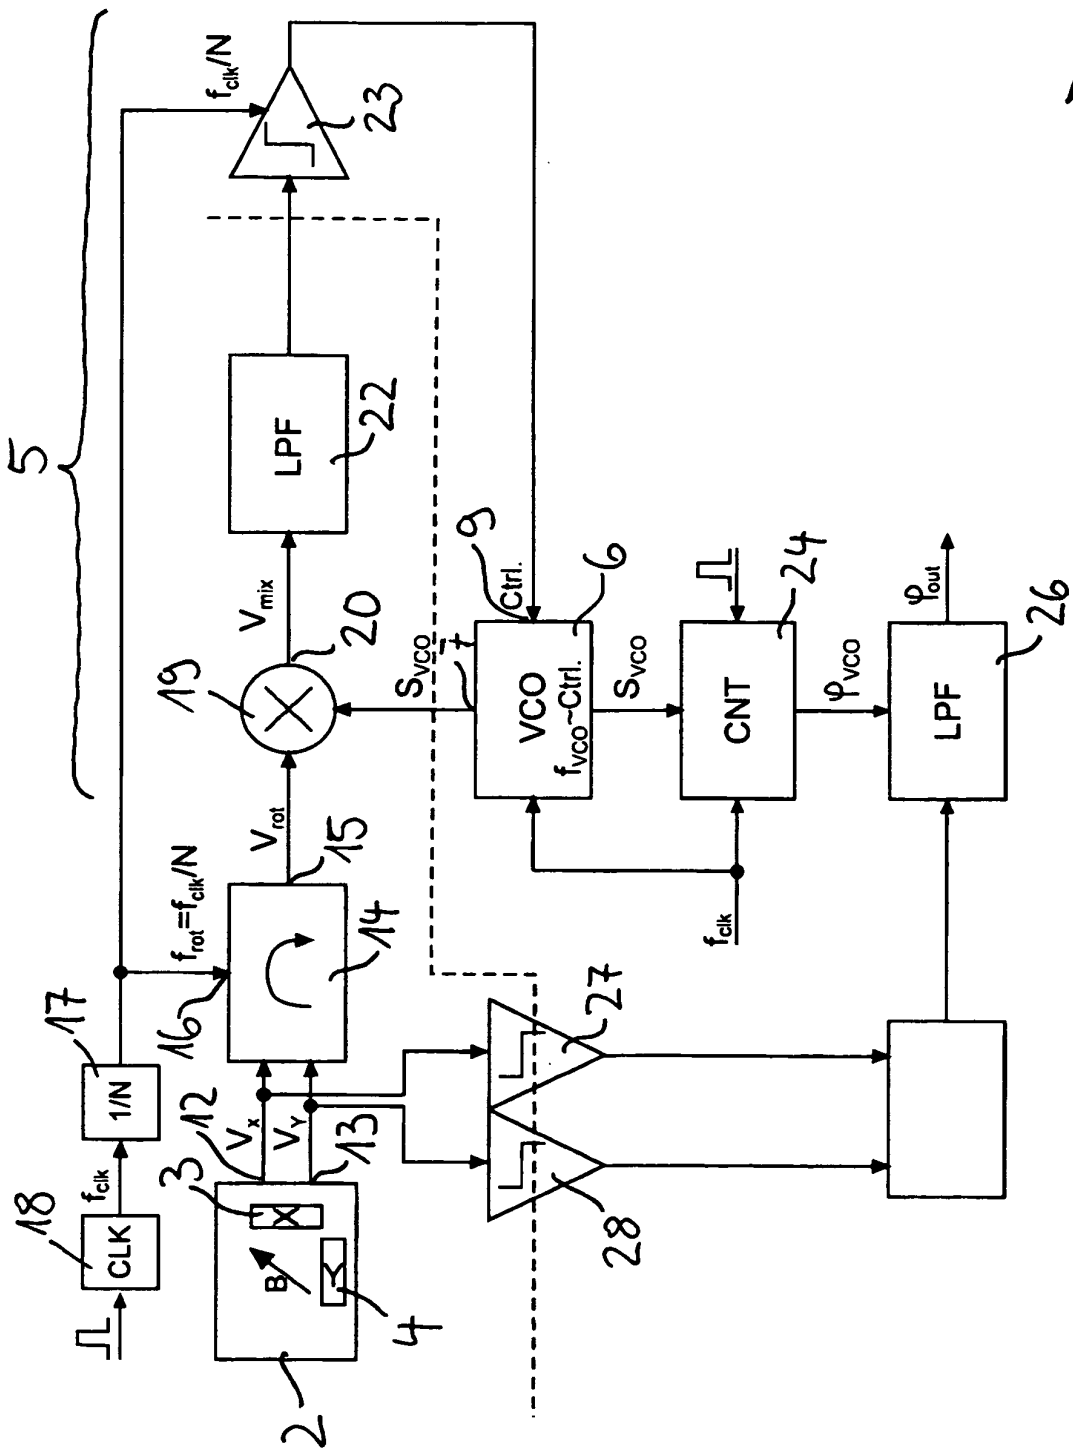 5
18
CLK
f_clk
17
1/N
f_rot=f_clk/N
f_clk/N
2
B
X
3
Y
4
12
V_X
V_Y
13
16
14
15
V_rot
19
20
V_mix
LPF
22
23
S_VCO
7
9
Ctrl.
VCO
f_VCO~Ctrl.
6
S_VCO
f_clk
CNT
24
φ_VCO
LPF
26
φ_out
27
28